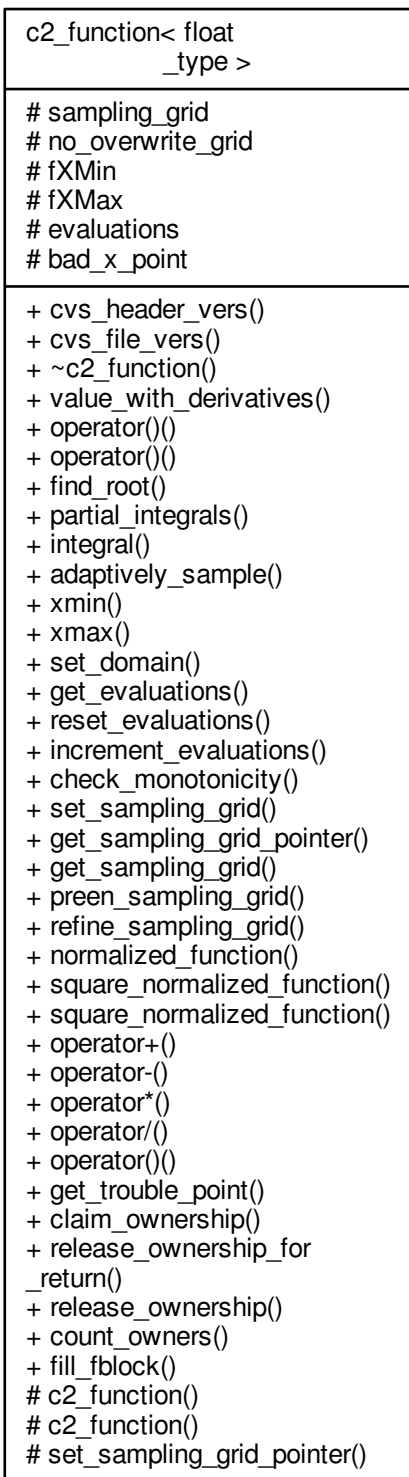 c2_function< float
_type >
# sampling_grid
# no_overwrite_grid
# fXMin
# fXMax
# evaluations
# bad_x_point
+ cvs_header_vers()
+ cvs_file_vers()
+ ~c2_function()
+ value_with_derivatives()
+ operator()()
+ operator()()
+ find_root()
+ partial_integrals()
+ integral()
+ adaptively_sample()
+ xmin()
+ xmax()
+ set_domain()
+ get_evaluations()
+ reset_evaluations()
+ increment_evaluations()
+ check_monotonicity()
+ set_sampling_grid()
+ get_sampling_grid_pointer()
+ get_sampling_grid()
+ preen_sampling_grid()
+ refine_sampling_grid()
+ normalized_function()
+ square_normalized_function()
+ square_normalized_function()
+ operator+()
+ operator-()
+ operator*()
+ operator/()
+ operator()()
+ get_trouble_point()
+ claim_ownership()
+ release_ownership_for
_return()
+ release_ownership()
+ count_owners()
+ fill_fblock()
# c2_function()
# c2_function()
# set_sampling_grid_pointer()